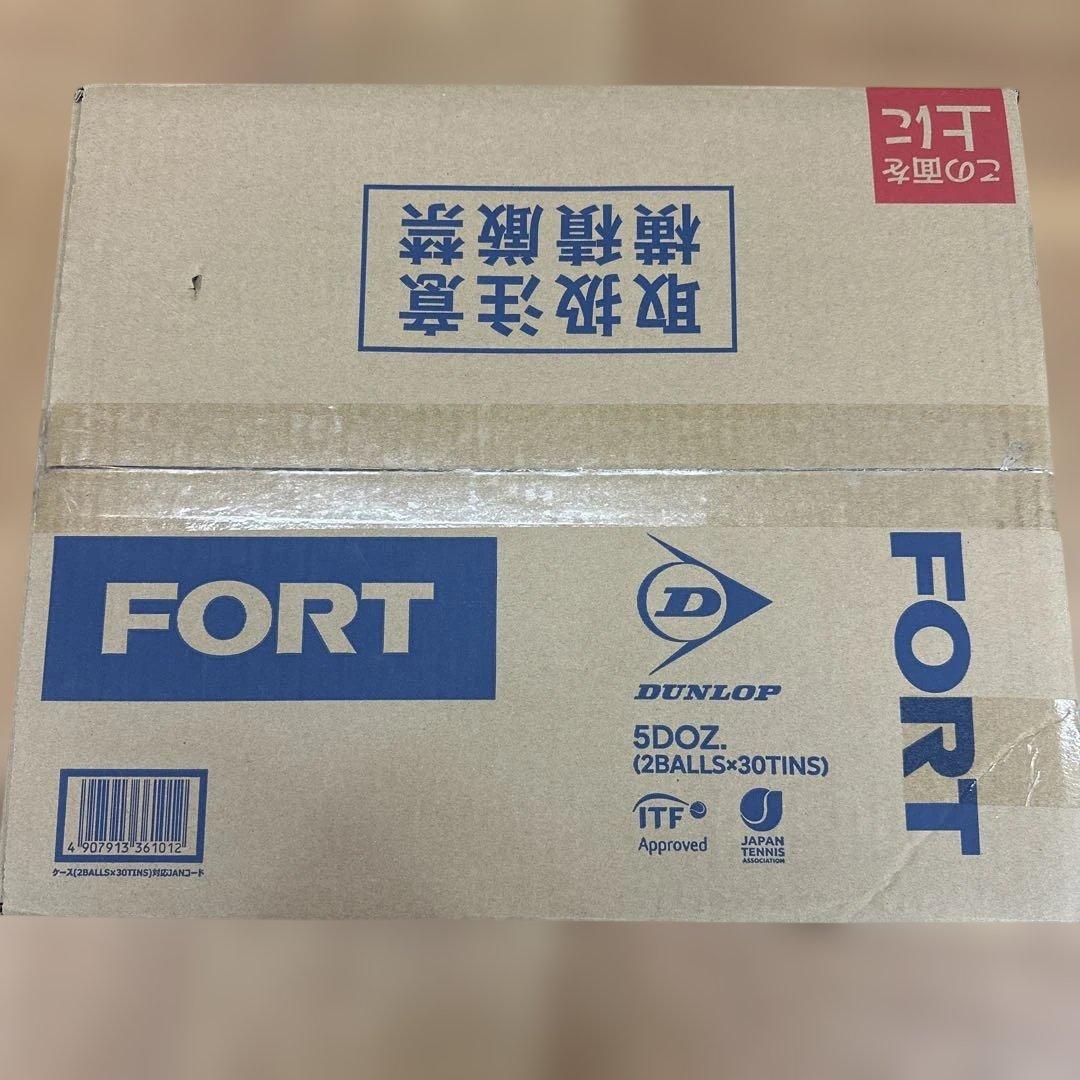 この面を
上に
取扱注意
横積厳禁
FORT
D
DUNLOP
5DOZ.
(2BALLS×30TINS)
ITF
Approved
JAPAN
TENNIS
ASSOCIATION
FORT
4 907913 361012
ケース(2BALLS×30TINS)対応JANコード